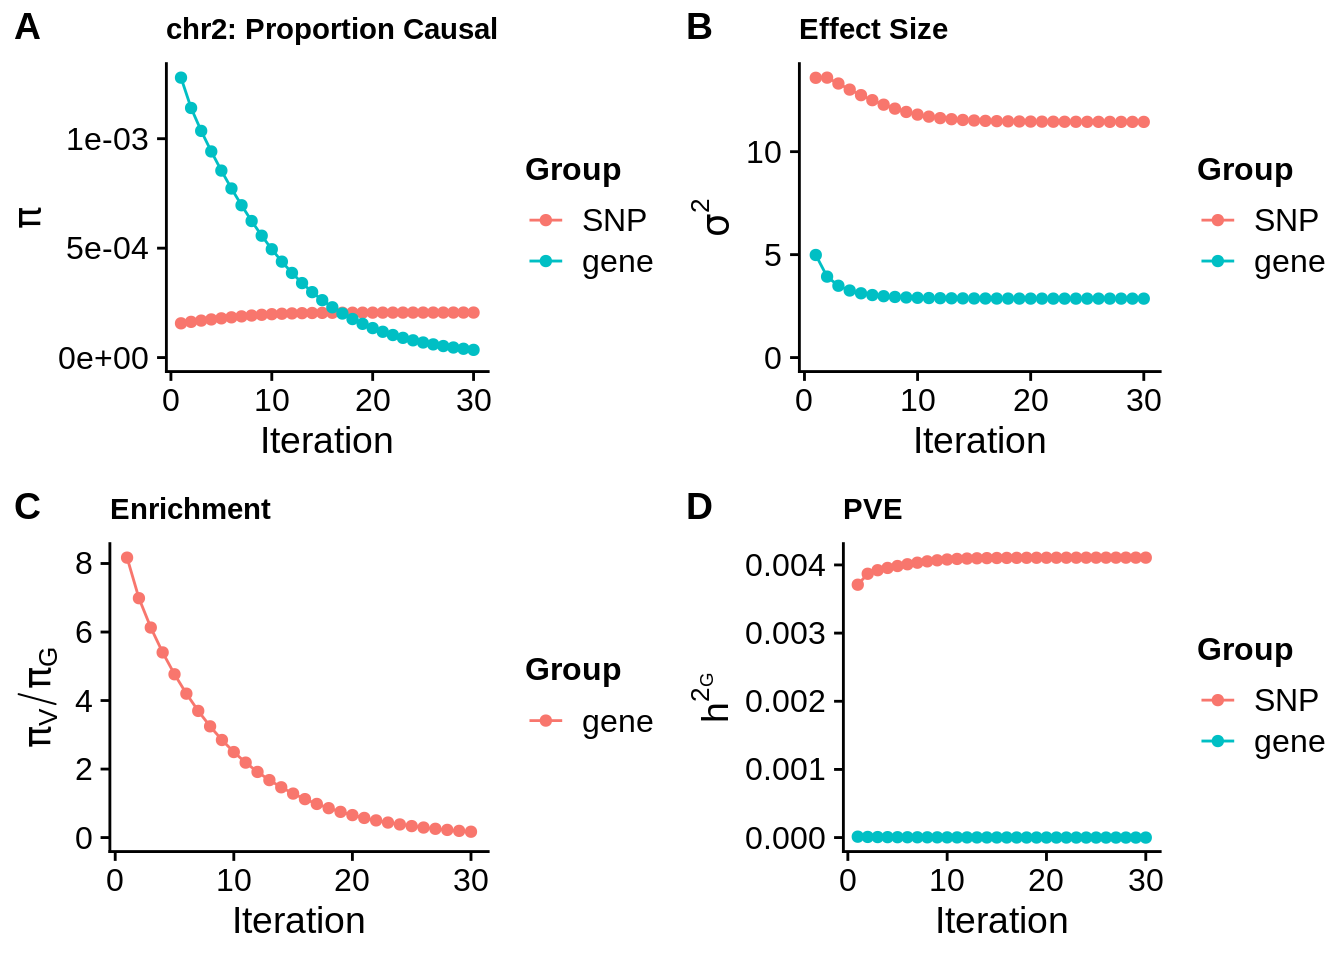 A
chr2: Proportion Causal
1e-03
5e-04
0e+00
π
0 10 20 30
Iteration
Group
SNP
gene
B
Effect Size
10
5
0
σ²
0 10 20 30
Iteration
Group
SNP
gene
C
Enrichment
8
6
4
2
0
πV/πG
0 10 20 30
Iteration
Group
gene
D
PVE
0.004
0.003
0.002
0.001
0.000
h2G
0 10 20 30
Iteration
Group
SNP
gene